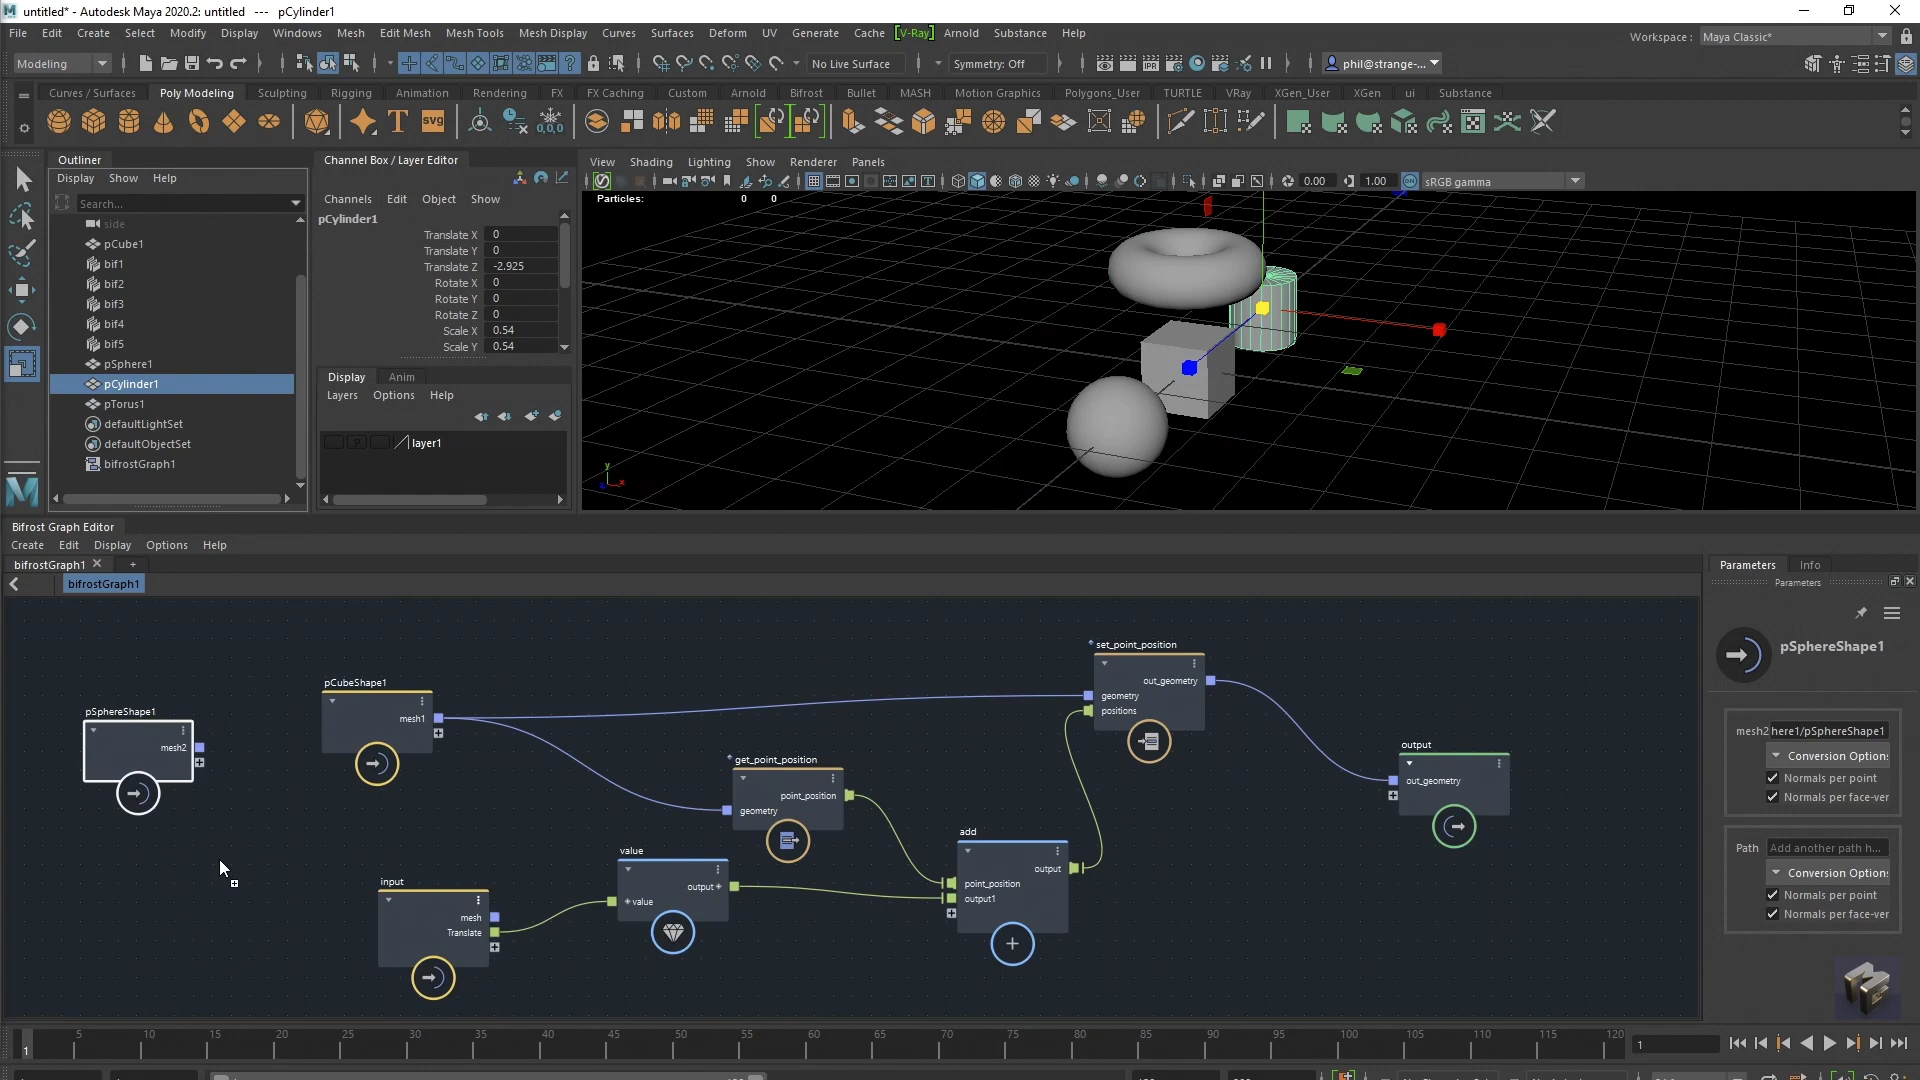 untitled* - Autodesk Maya 2020.2: untitled   ---   pCylinder1
File Edit Create Select Modify Display Windows Mesh Edit Mesh Mesh Tools Mesh Display Curves Surfaces Deform UV Generate Cache [V-Ray] Arnold Substance Help
Workspace : Maya Classic*
Modeling
No Live Surface
Symmetry: Off
phil@strange-...
Curves / Surfaces Poly Modeling Sculpting Rigging Animation Rendering FX FX Caching Custom Arnold Bifrost Bullet MASH Motion Graphics Polygons_User TURTLE VRay XGen_User XGen ui Substance
T
SVG
0,0,0
IPR
Outliner
Display Show Help
Search...
side
pCube1
bif1
bif2
bif3
bif4
bif5
pSphere1
pCylinder1
pTorus1
defaultLightSet
defaultObjectSet
bifrostGraph1
Channel Box / Layer Editor
Channels Edit Object Show
pCylinder1
Translate X 0
Translate Y 0
Translate Z -2.925
Rotate X 0
Rotate Y 0
Rotate Z 0
Scale X 0.54
Scale Y 0.54
Display Anim
Layers Options Help
P
layer1
View Shading Lighting Show Renderer Panels
0.00
1.00
ON
sRGB gamma
Particles: 0 0
y
x
Bifrost Graph Editor
Create Edit Display Options Help
bifrostGraph1
+
bifrostGraph1
pSphereShape1
mesh2
pCubeShape1
mesh1
input
mesh
Translate
value
output
value
get_point_position
point_position
geometry
add
output
point_position
output1
set_point_position
out_geometry
geometry
positions
output
out_geometry
Parameters Info
Parameters
pSphereShape1
mesh2 here1/pSphereShape1
Conversion Options
Normals per point
Normals per face-ver
Path Add another path h...
Conversion Options
Normals per point
Normals per face-ver
5 10 15 20 25 30 35 40 45 50 55 60 65 70 75 80 85 90 95 100 105 110 115 120
1
1